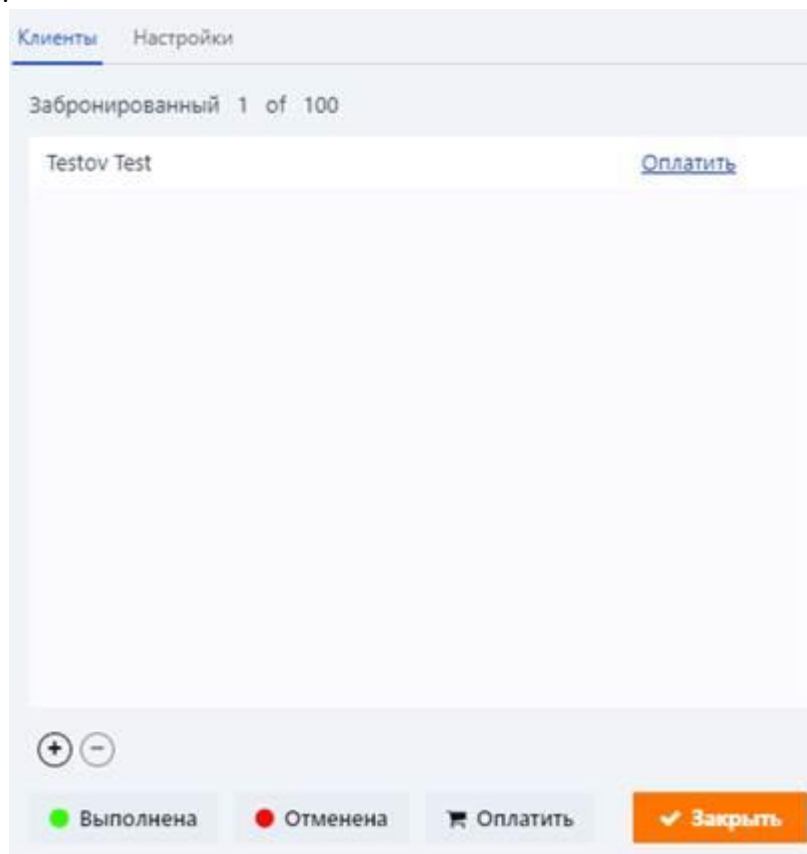 Клиенты Настройки
Забронированный 1 of 100
Testov Test Оплатить
Выполнена Отменена Оплатить Закрыть